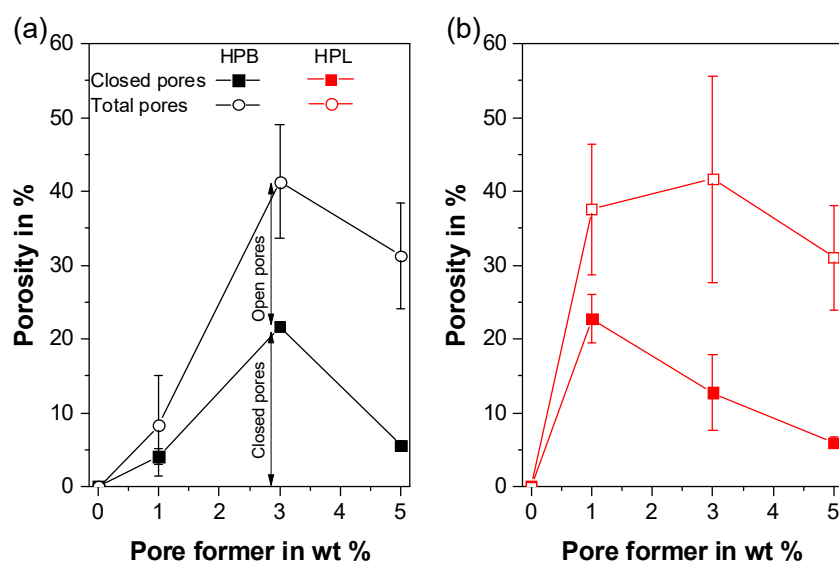 (a)
60
50
40
30
20
10
0
Porosity in %
HPB HPL
Closed pores
Total pores
Open pores
Closed pores
0 1 2 3 4 5
Pore former in wt %
(b)
60
50
40
30
20
10
0
Porosity in %
0 1 2 3 4 5
Pore former in wt %